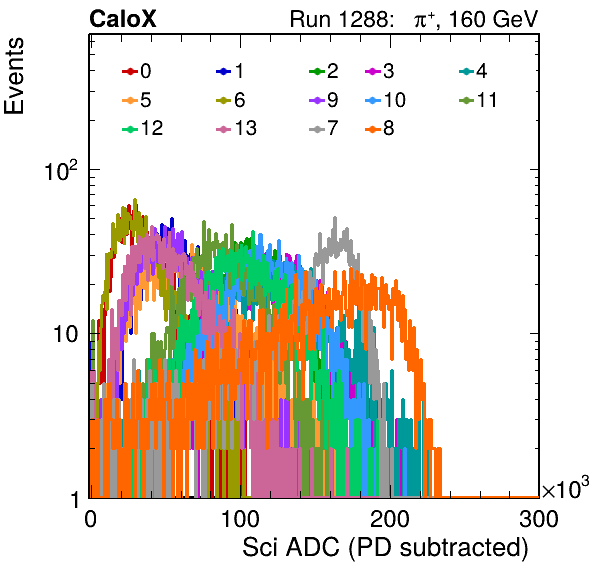 CaloX Run 1288: π⁺, 160 GeV
Events
0 1 2 3 4
5 6 9 10 11
12 13 7 8
10²
10
1
0 100 200 300
×10³
Sci ADC (PD subtracted)